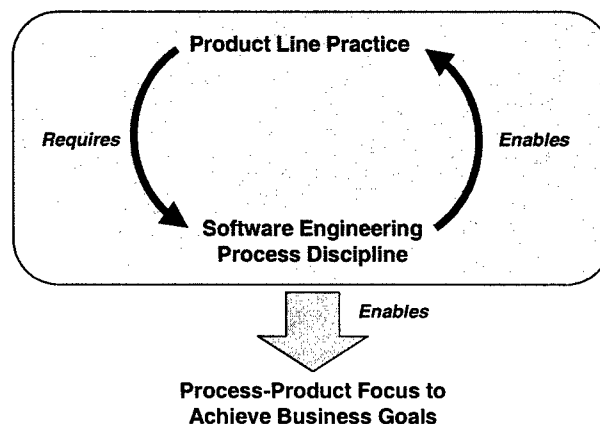 Product Line Practice
Requires
Enables
Software Engineering
Process Discipline
Enables
Process-Product Focus to
Achieve Business Goals